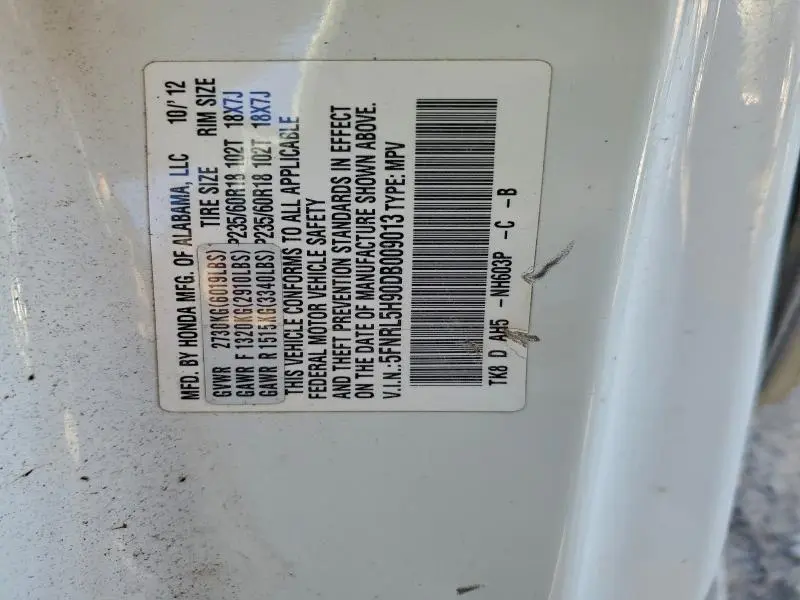 MFD. BY HONDA MFG. OF ALABAMA, LLC 10/'12
TIRE SIZE RIM SIZE
GVWR 2730KG(6019LBS)
GAWR F 1320KG(2910LBS) P235/60R18 102T 18X7J
GAWR R 1515KG(3340LBS) P235/60R18 102T 18X7J
THIS VEHICLE CONFORMS TO ALL APPLICABLE
FEDERAL MOTOR VEHICLE SAFETY
AND THEFT PREVENTION STANDARDS IN EFFECT
ON THE DATE OF MANUFACTURE SHOWN ABOVE.
V.I.N.:5FNRL5H90DB009013 TYPE: MPV
TK8 D AH5 -NH603P -C -B